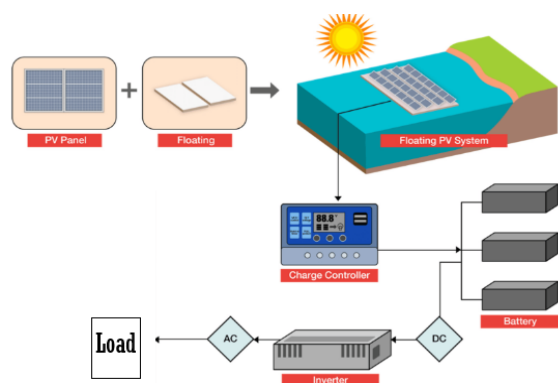 PV Panel
Floating
Floating PV System
88.8
Charge Controller
Battery
Load
AC
DC
Inverter